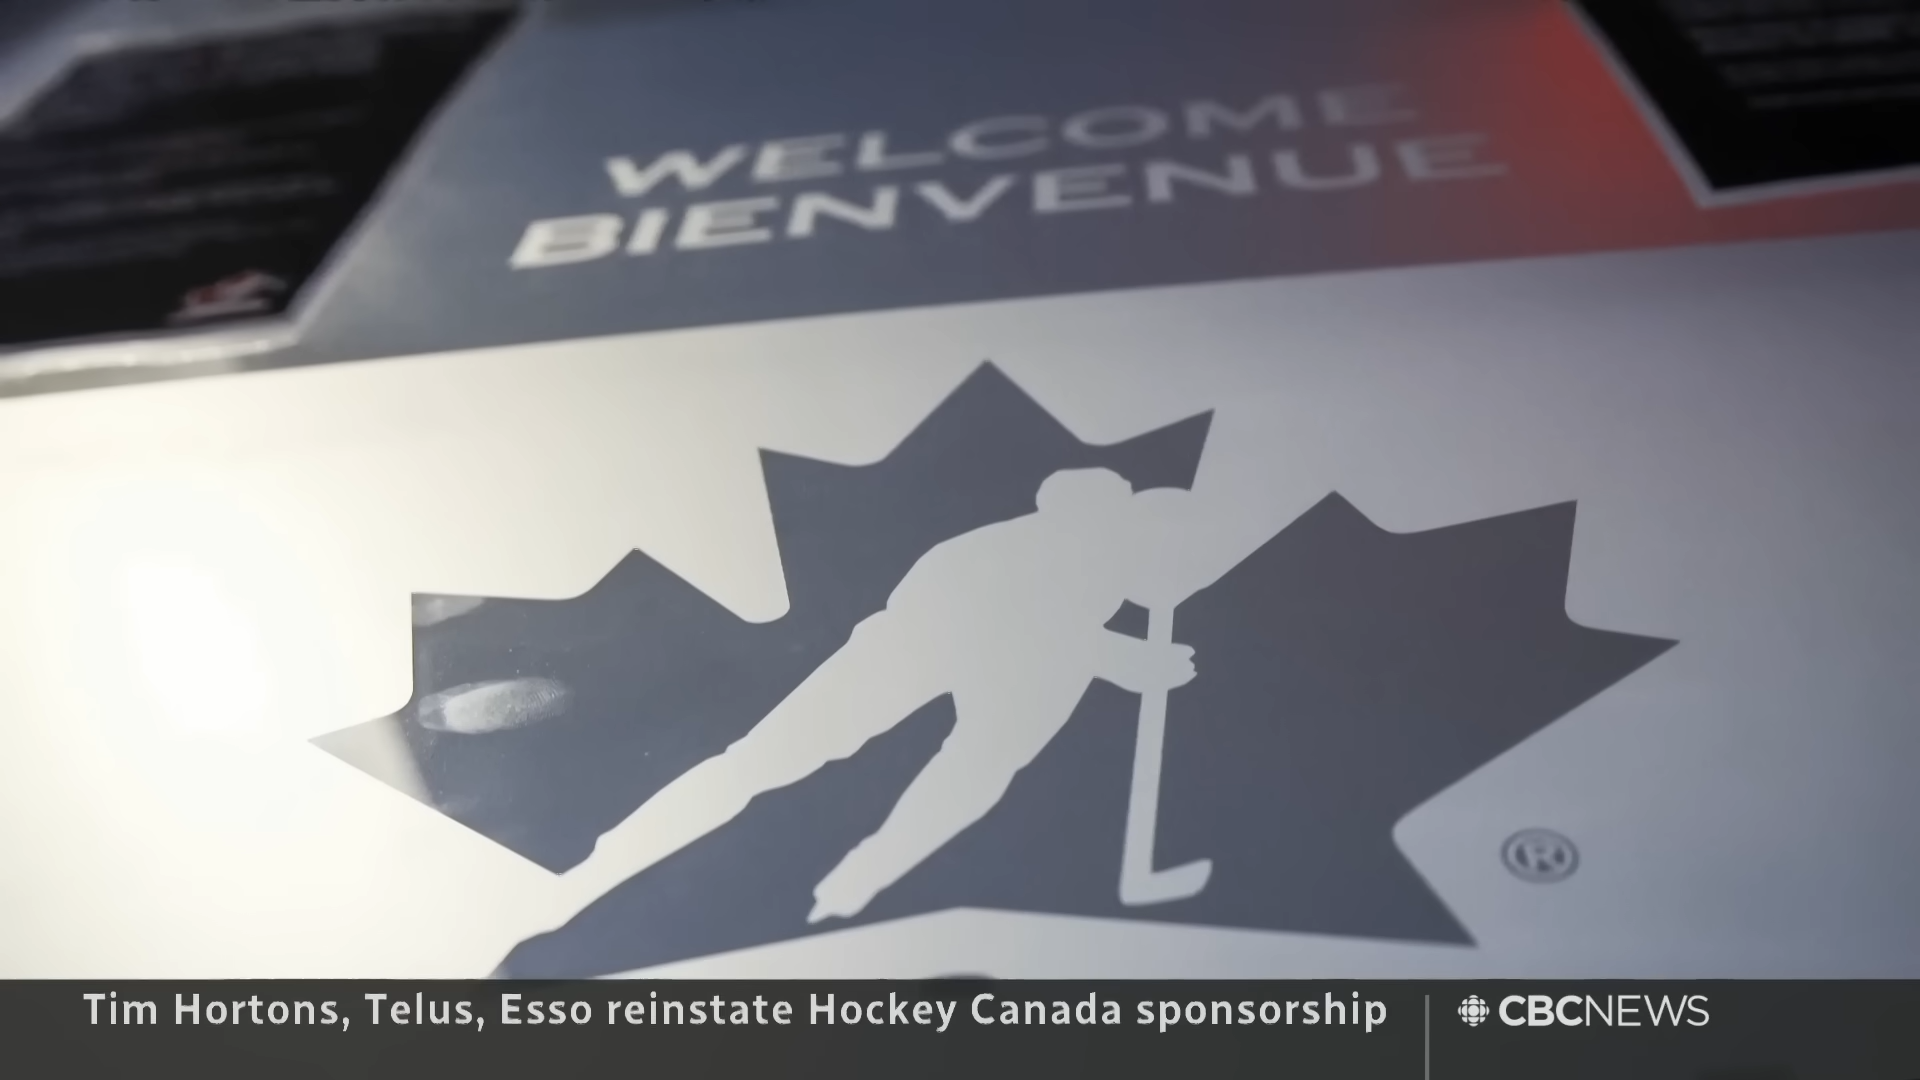 WELCOME
BIENVENUE
®
Tim Hortons, Telus, Esso reinstate Hockey Canada sponsorship
CBCNEWS